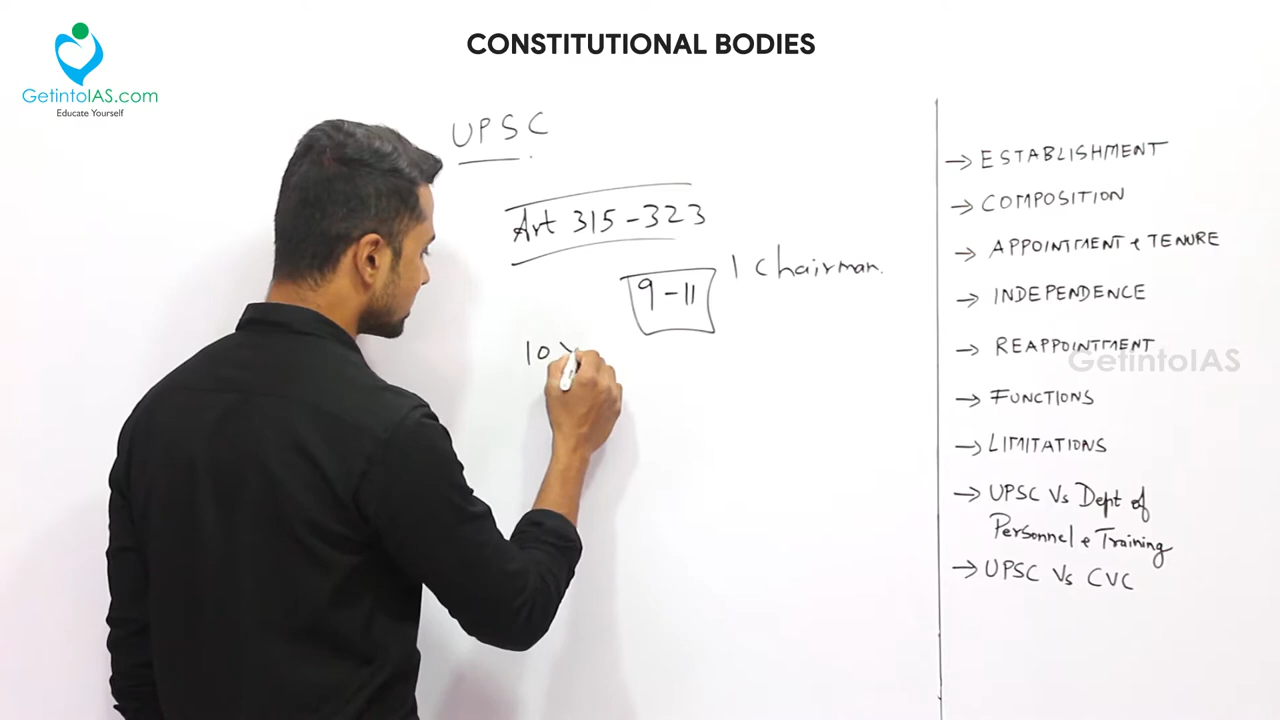 CONSTITUTIONAL BODIES
GetintoIAS.com
Educate Yourself
UPSC
Art 315-323
9-11
1 Chairman.
10 y
→ ESTABLISHMENT
→ COMPOSITION
→ APPOINTMENT & TENURE
→ INDEPENDENCE
→ REAPPOINTMENT
GetintoIAS
→ FUNCTIONS
→ LIMITATIONS
→ UPSC Vs Dept of
Personnel & Training
→ UPSC Vs CVC